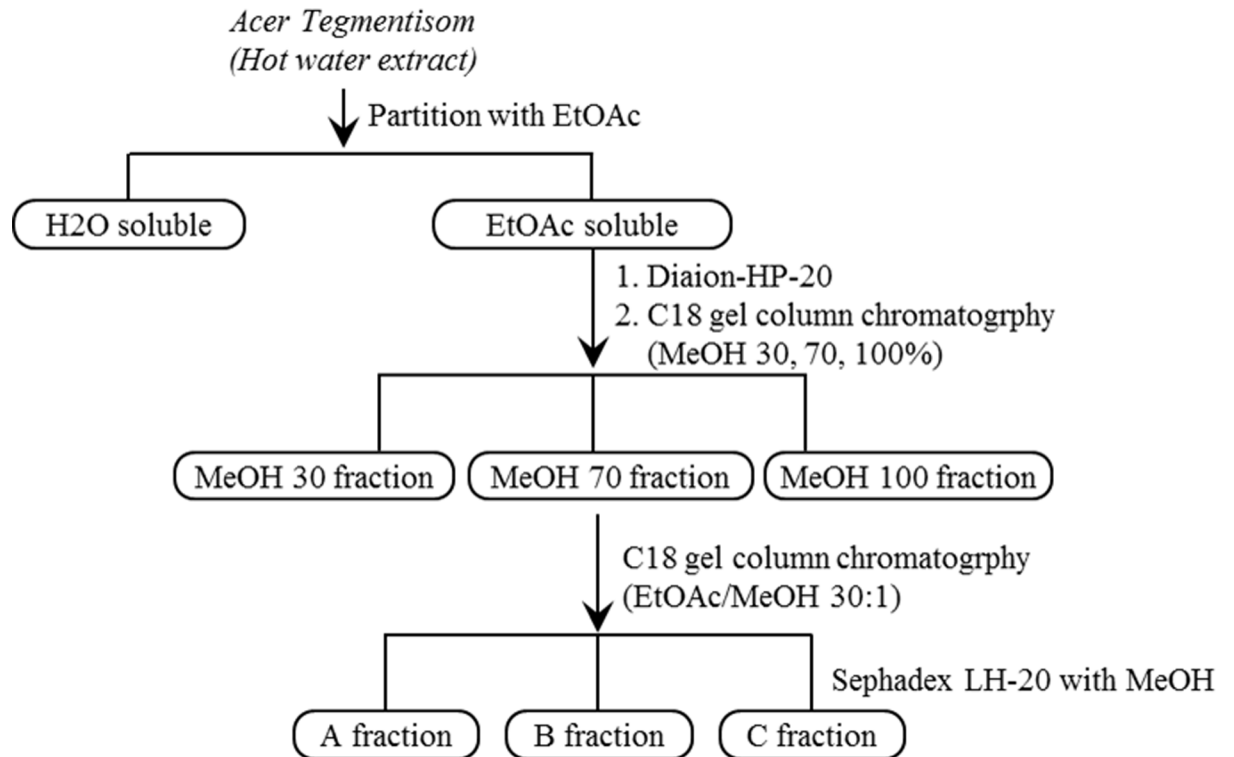 Acer Tegmentisom
(Hot water extract)
Partition with EtOAc
H2O soluble
EtOAc soluble
1. Diaion-HP-20
2. C18 gel column chromatogrphy
(MeOH 30, 70, 100%)
MeOH 30 fraction
MeOH 70 fraction
MeOH 100 fraction
C18 gel column chromatogrphy
(EtOAc/MeOH 30:1)
Sephadex LH-20 with MeOH
A fraction
B fraction
C fraction